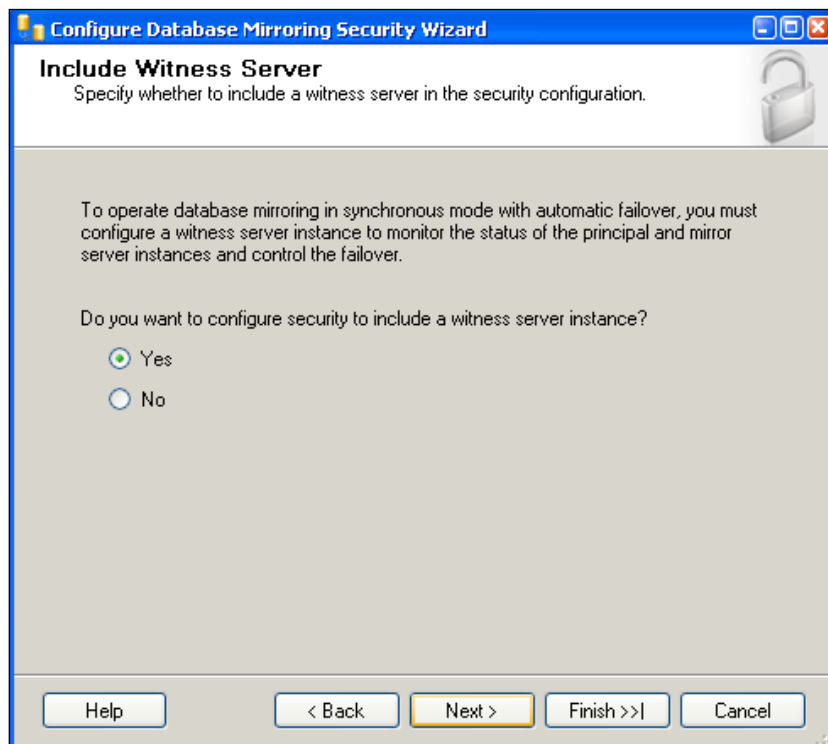 Configure Database Mirroring Security Wizard
Include Witness Server
Specify whether to include a witness server in the security configuration.
To operate database mirroring in synchronous mode with automatic failover, you must
configure a witness server instance to monitor the status of the principal and mirror
server instances and control the failover.
Do you want to configure security to include a witness server instance?
Yes
No
Help
< Back
Next >
Finish >>|
Cancel